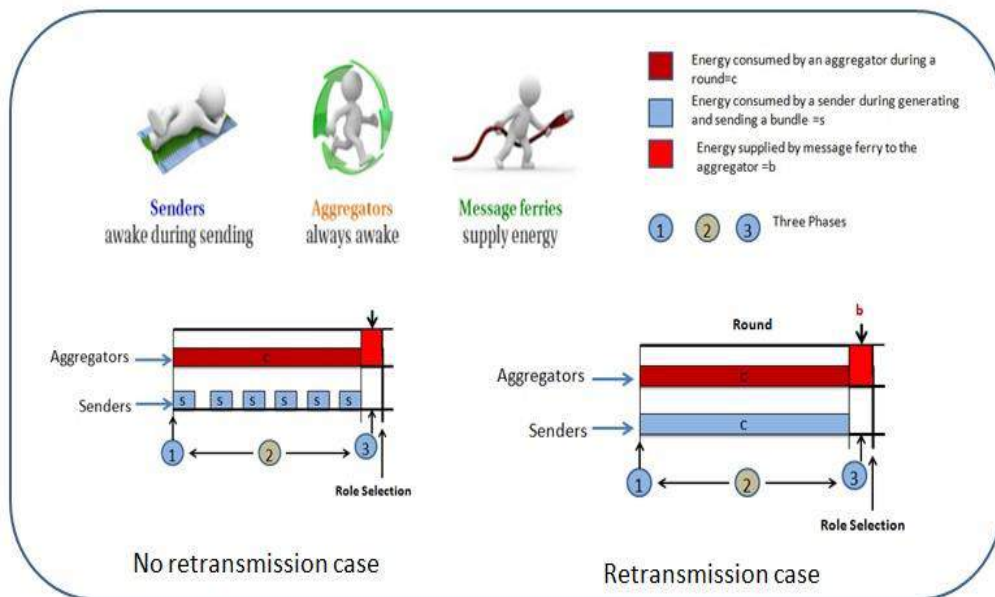 Energy consumed by an aggregator during a
round=c
Energy consumed by a sender during generating
and sending a bundle =s
Energy supplied by message ferry to the
aggregator =b
1 2 3 Three Phases
Senders
awake during sending
Aggregators
always awake
Message ferries
supply energy
Aggregators
c
Senders
s s s s s s
1 2 3
Role Selection
No retransmission case
b
Round
Aggregators
c
Senders
c
1 2 3
Role Selection
Retransmission case